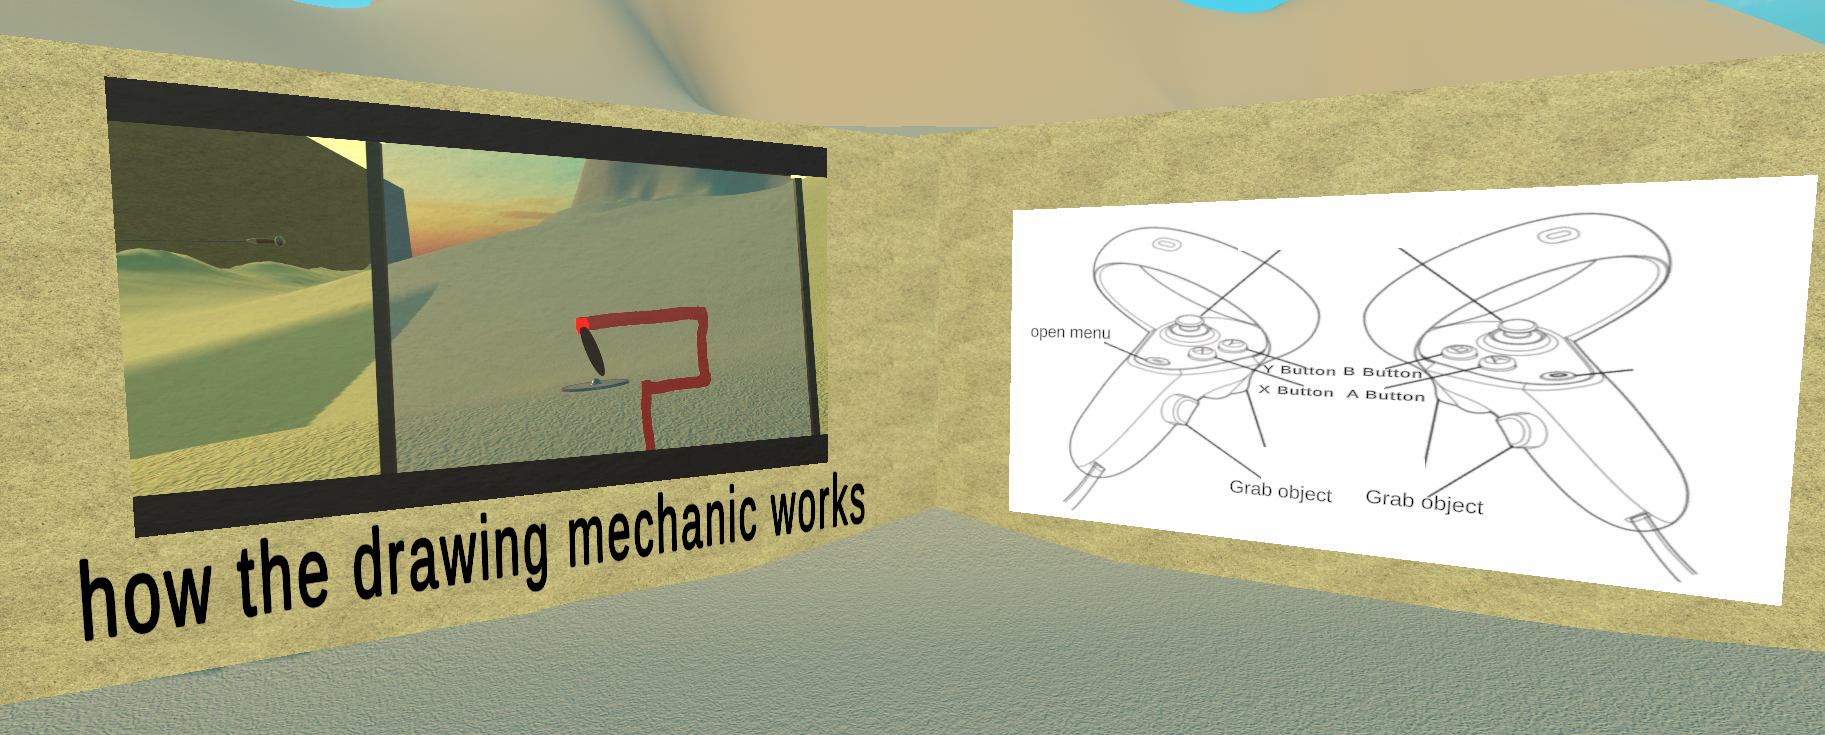 how the drawing mechanic works
open menu
Y Button B Button
X Button A Button
Grab object Grab object